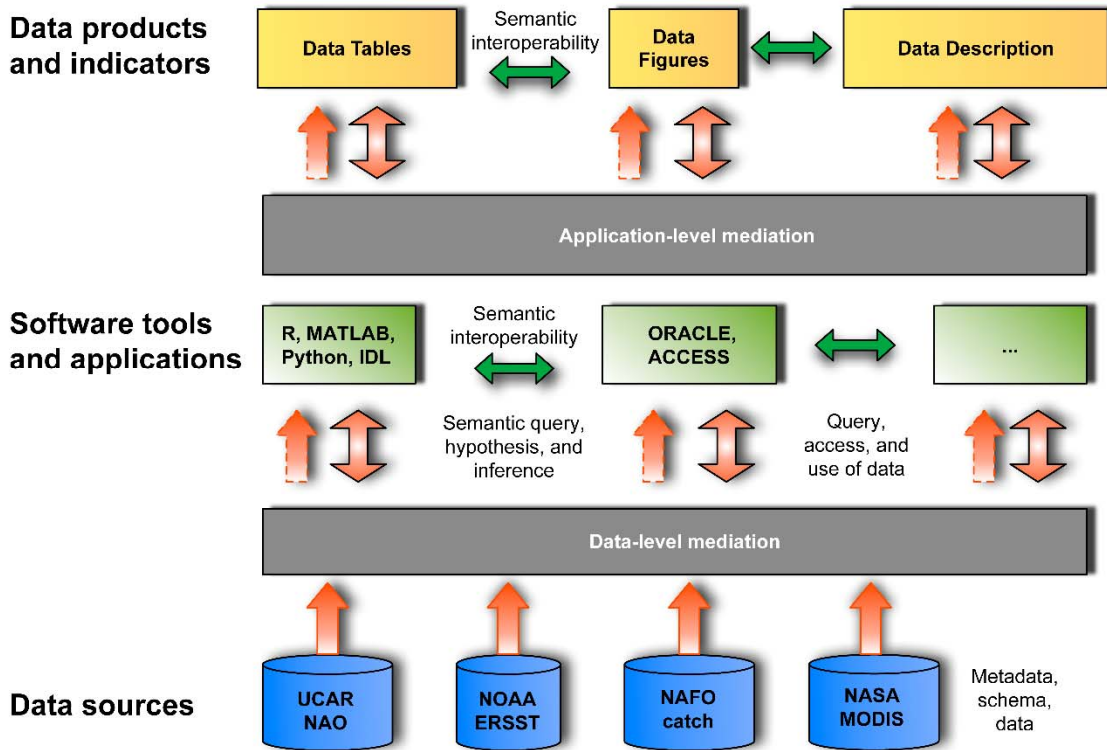 Data products
and indicators
Data Tables
Semantic
interoperability
Data
Figures
Data Description
Application-level mediation
Software tools
and applications
R, MATLAB,
Python, IDL
Semantic
interoperability
ORACLE,
ACCESS
...
Semantic query,
hypothesis, and
inference
Query,
access, and
use of data
Data-level mediation
Data sources
UCAR
NAO
NOAA
ERSST
NAFO
catch
NASA
MODIS
Metadata,
schema,
data